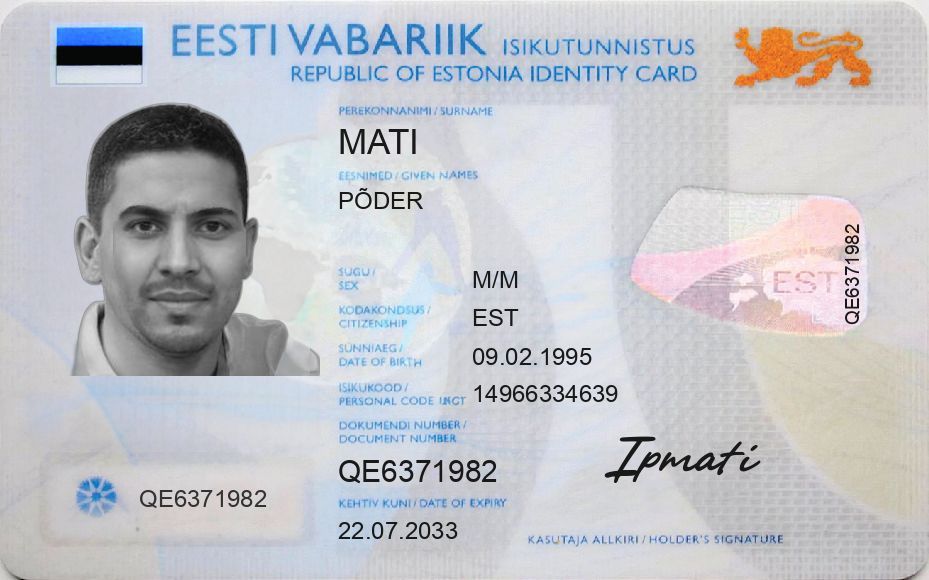 EESTI VABARIIK ISIKUTUNNISTUS
REPUBLIC OF ESTONIA IDENTITY CARD
PEREKONNANIMI / SURNAME
MATI
EESNIMED / GIVEN NAMES
PÕDER
SUGU /
SEX
M/M
KODAKONDSUS /
CITIZENSHIP
EST
SÜNNIAEG /
DATE OF BIRTH
09.02.1995
ISIKUKOOD /
PERSONAL CODE
14966334639
DOKUMENDI NUMBER /
DOCUMENT NUMBER
QE6371982
KEHTIV KUNI / DATE OF EXPIRY
22.07.2033
QE6371982
EST
QE6371982
Ipmati
KASUTAJA ALLKIRI / HOLDER'S SIGNATURE